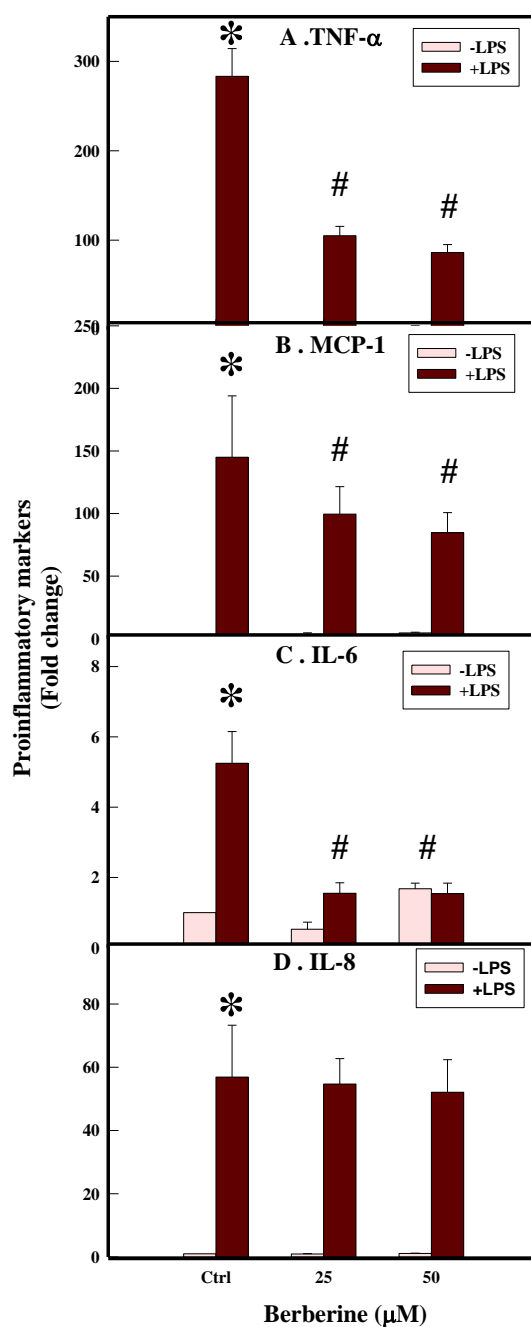 A .TNF-α
-LPS
+LPS
*
#
#
300
200
100
0
B . MCP-1
-LPS
+LPS
*
#
#
250
200
150
100
50
0
C . IL-6
-LPS
+LPS
*
#
#
8
6
4
2
0
D . IL-8
-LPS
+LPS
*
80
60
40
20
0
Ctrl 25 50
Berberine (μM)
Proinflammatory markers
(Fold change)